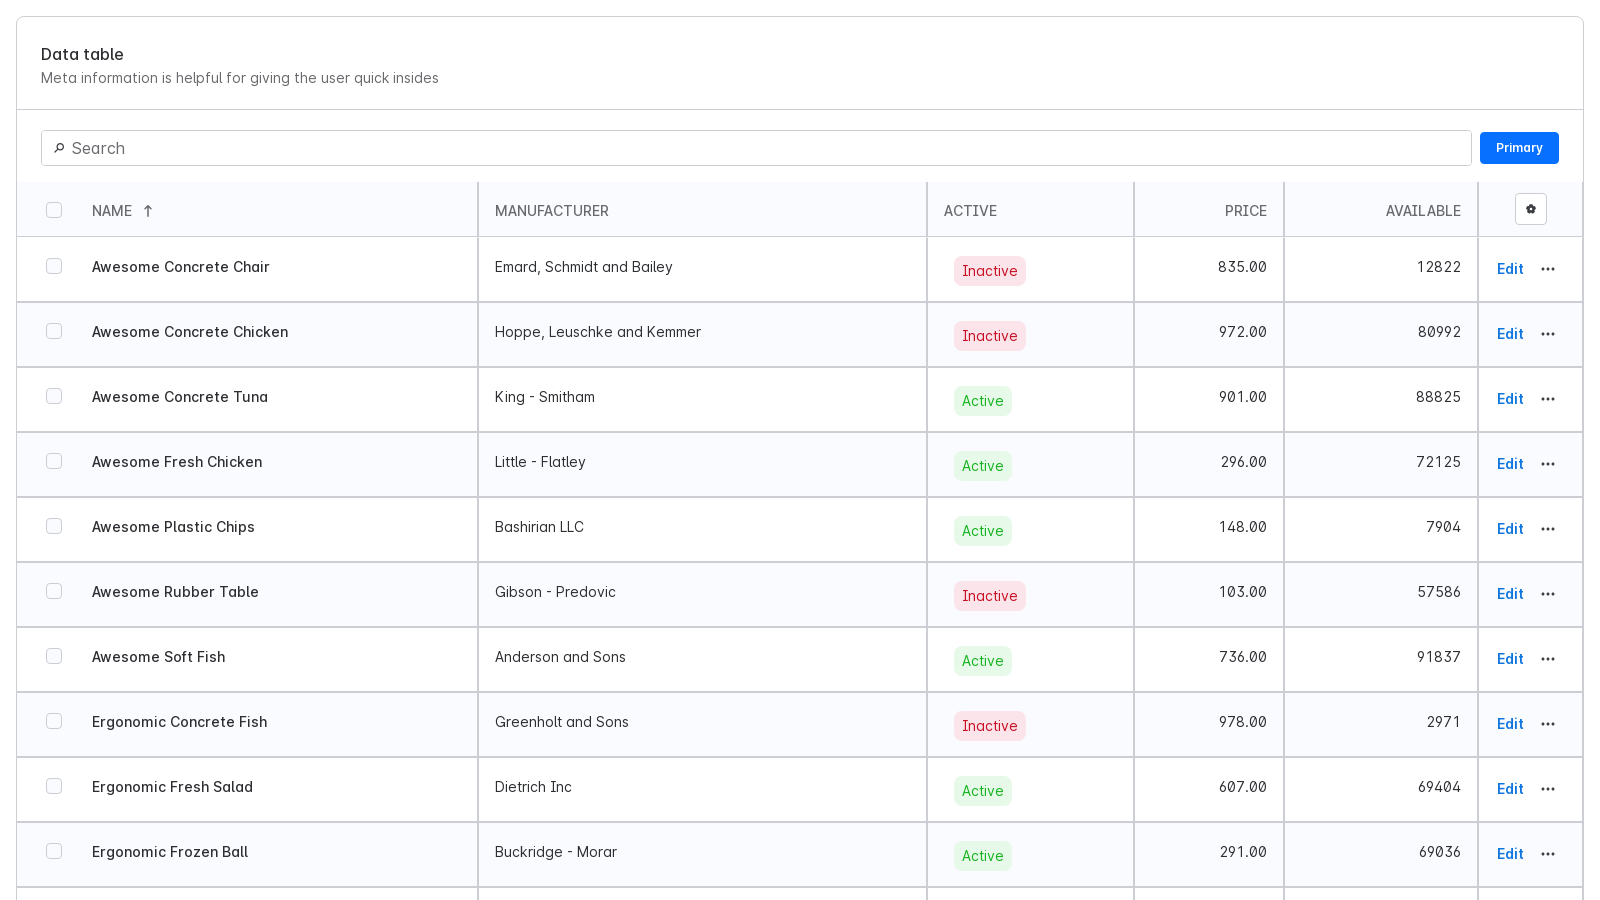 Data table
Meta information is helpful for giving the user quick insides
Search
Primary
NAME MANUFACTURER ACTIVE PRICE AVAILABLE
Awesome Concrete Chair Emard, Schmidt and Bailey Inactive 835.00 12822 Edit
Awesome Concrete Chicken Hoppe, Leuschke and Kemmer Inactive 972.00 80992 Edit
Awesome Concrete Tuna King - Smitham Active 901.00 88825 Edit
Awesome Fresh Chicken Little - Flatley Active 296.00 72125 Edit
Awesome Plastic Chips Bashirian LLC Active 148.00 7904 Edit
Awesome Rubber Table Gibson - Predovic Inactive 103.00 57586 Edit
Awesome Soft Fish Anderson and Sons Active 736.00 91837 Edit
Ergonomic Concrete Fish Greenholt and Sons Inactive 978.00 2971 Edit
Ergonomic Fresh Salad Dietrich Inc Active 607.00 69404 Edit
Ergonomic Frozen Ball Buckridge - Morar Active 291.00 69036 Edit